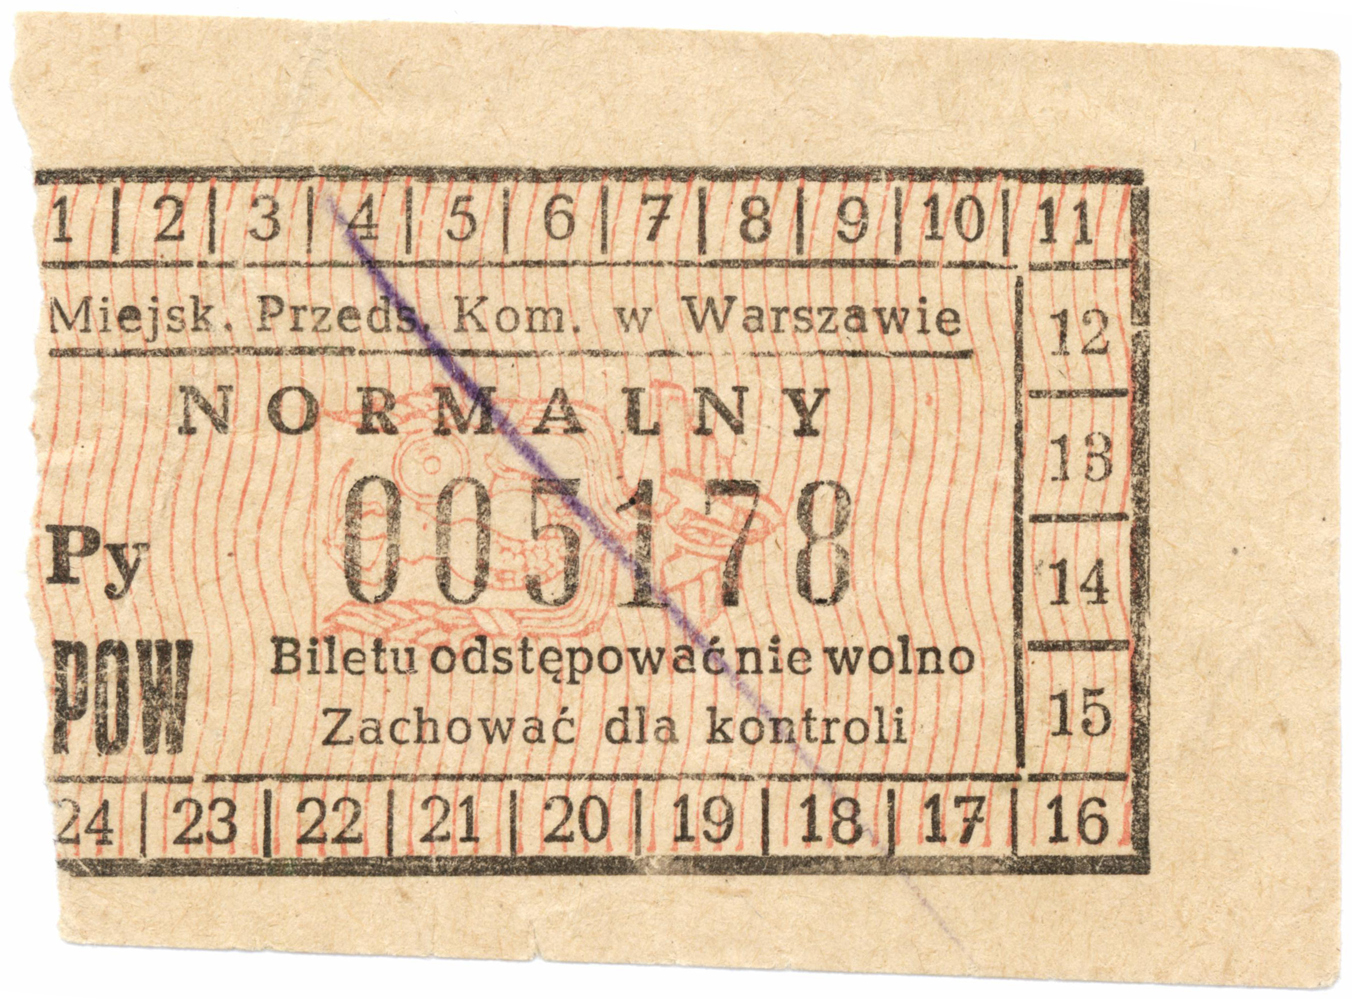 1 | 2 | 3 | 4 | 5 | 6 | 7 | 8 | 9 | 10 | 11
Miejsk. Przeds. Kom. w Warszawie
12
NORMALNY
13
005178
Py
14
POW
Biletu odstępować nie wolno
Zachować dla kontroli
15
24 | 23 | 22 | 21 | 20 | 19 | 18 | 17 | 16